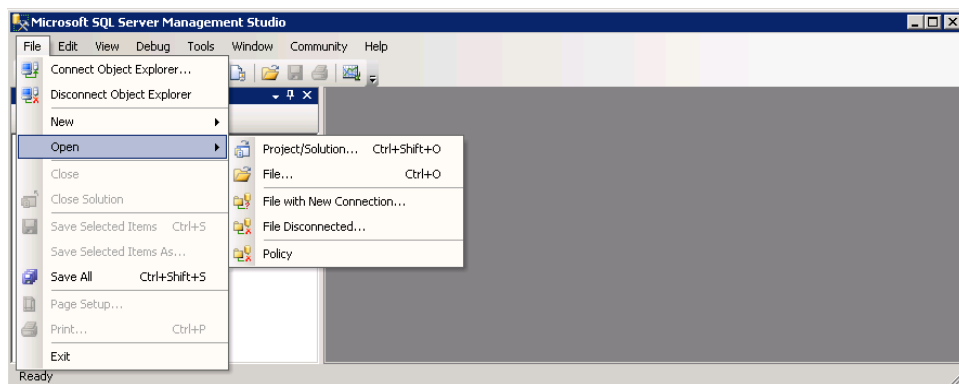 Microsoft SQL Server Management Studio
File Edit View Debug Tools Window Community Help
Connect Object Explorer...
Disconnect Object Explorer
New
Open
Project/Solution... Ctrl+Shift+O
File... Ctrl+O
File with New Connection...
File Disconnected...
Policy
Close
Close Solution
Save Selected Items Ctrl+S
Save Selected Items As...
Save All Ctrl+Shift+S
Page Setup...
Print... Ctrl+P
Exit
Ready